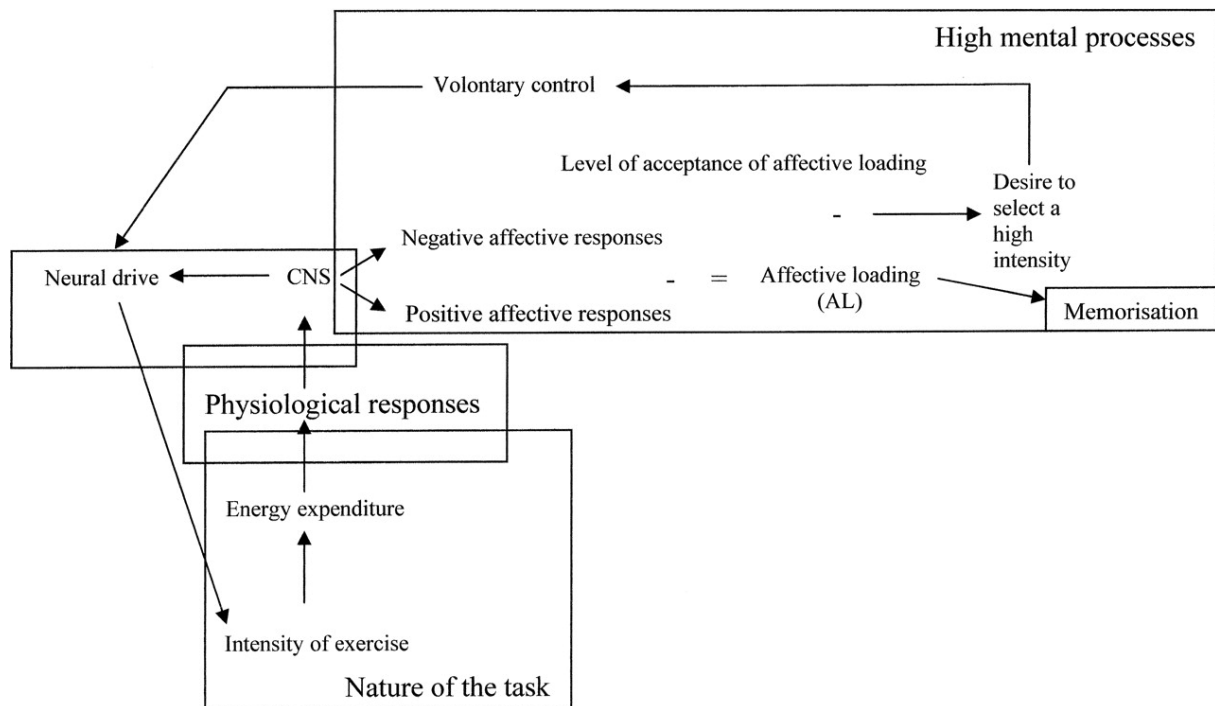 High mental processes
Volontary control
Level of acceptance of affective loading
Desire to
select a
high
intensity
-
Negative affective responses
Neural drive
CNS
- = Affective loading
(AL)
Positive affective responses
Memorisation
Physiological responses
Energy expenditure
Intensity of exercise
Nature of the task